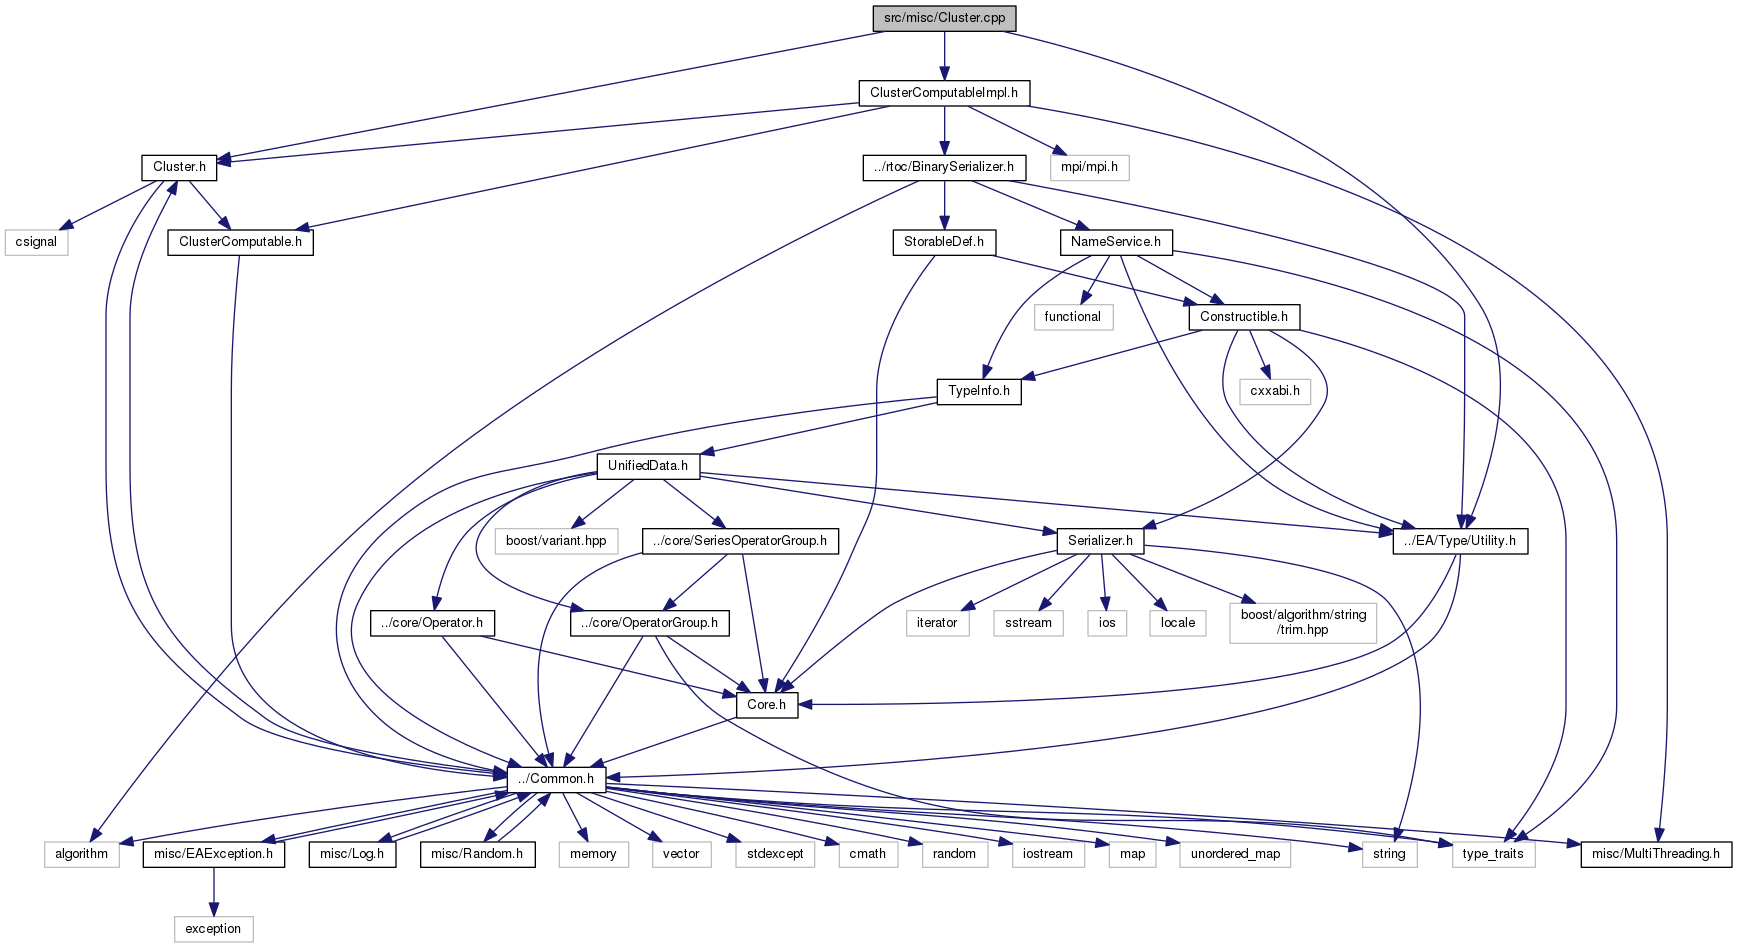 src/misc/Cluster.cpp
ClusterComputableImpl.h
Cluster.h
../rtoc/BinarySerializer.h
mpi/mpi.h
csignal
ClusterComputable.h
StorableDef.h
NameService.h
functional
Constructible.h
TypeInfo.h
cxxabi.h
UnifiedData.h
boost/variant.hpp
../core/SeriesOperatorGroup.h
Serializer.h
../EA/Type/Utility.h
../core/Operator.h
../core/OperatorGroup.h
iterator
sstream
ios
locale
boost/algorithm/string
/trim.hpp
Core.h
../Common.h
algorithm
misc/EAException.h
misc/Log.h
misc/Random.h
memory
vector
stdexcept
cmath
random
iostream
map
unordered_map
string
type_traits
misc/MultiThreading.h
exception